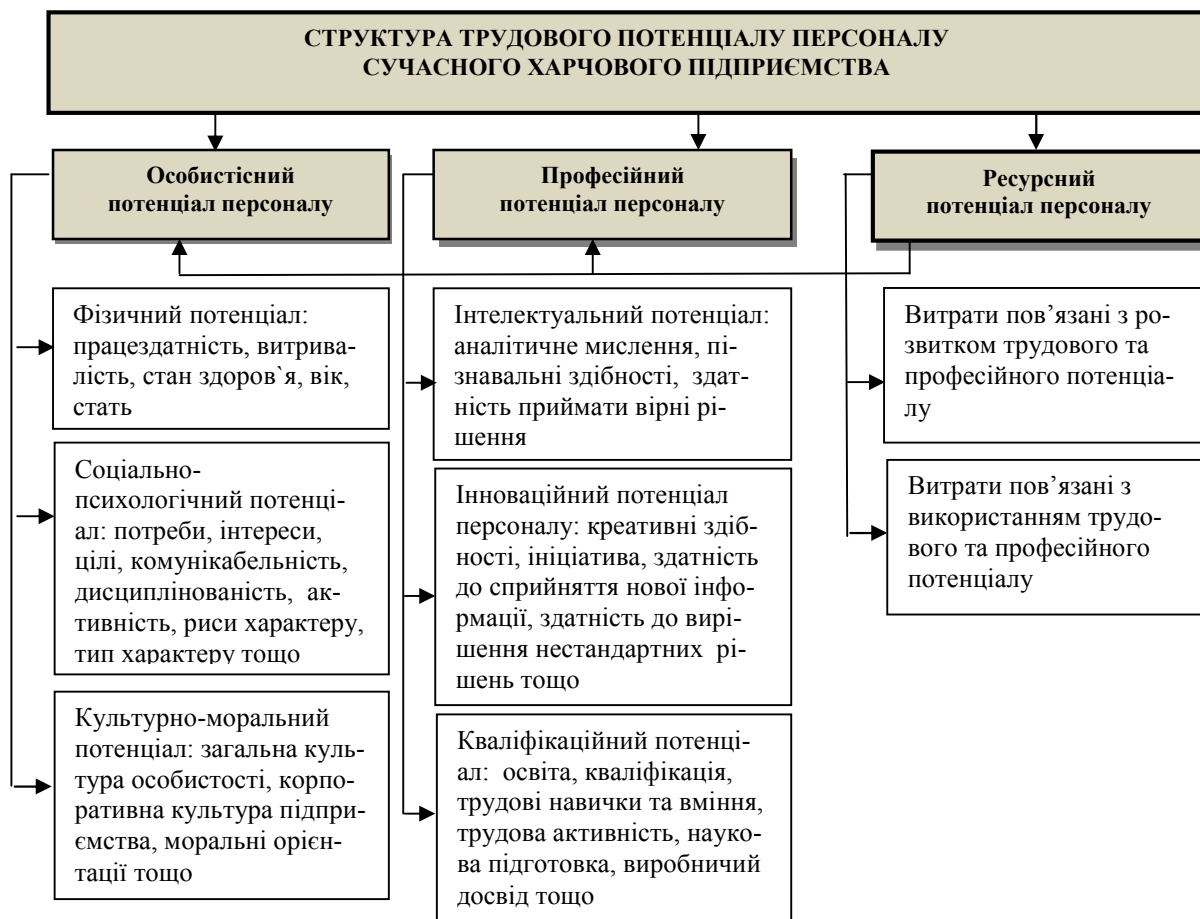 СТРУКТУРА ТРУДОВОГО ПОТЕНЦІАЛУ ПЕРСОНАЛУ
СУЧАСНОГО ХАРЧОВОГО ПІДПРИЄМСТВА
Особистісний
потенціал персоналу
Професійний
потенціал персоналу
Ресурсний
потенціал персоналу
Фізичний потенціал:
працездатність, витрива-
лість, стан здоров`я, вік,
стать
Соціально-
психологічний потенці-
ал: потреби, інтереси,
цілі, комунікабельність,
дисциплінованість, ак-
тивність, риси характеру,
тип характеру тощо
Культурно-моральний
потенціал: загальна куль-
тура особистості, корпо-
ративна культура підпри-
ємства, моральні орієн-
тації тощо
Інтелектуальний потенціал:
аналітичне мислення, пі-
знавальні здібності, здат-
ність приймати вірні рі-
шення
Інноваційний потенціал
персоналу: креативні здіб-
ності, ініціатива, здатність
до сприйняття нової інфо-
рмації, здатність до вирі-
шення нестандартних рі-
шень тощо
Кваліфікаційний потенці-
ал: освіта, кваліфікація,
трудові навички та вміння,
трудова активність, науко-
ва підготовка, виробничий
досвід тощо
Витрати пов’язані з ро-
звитком трудового та
професійного потенціа-
лу
Витрати пов’язані з
використанням трудо-
вого та професійного
потенціалу